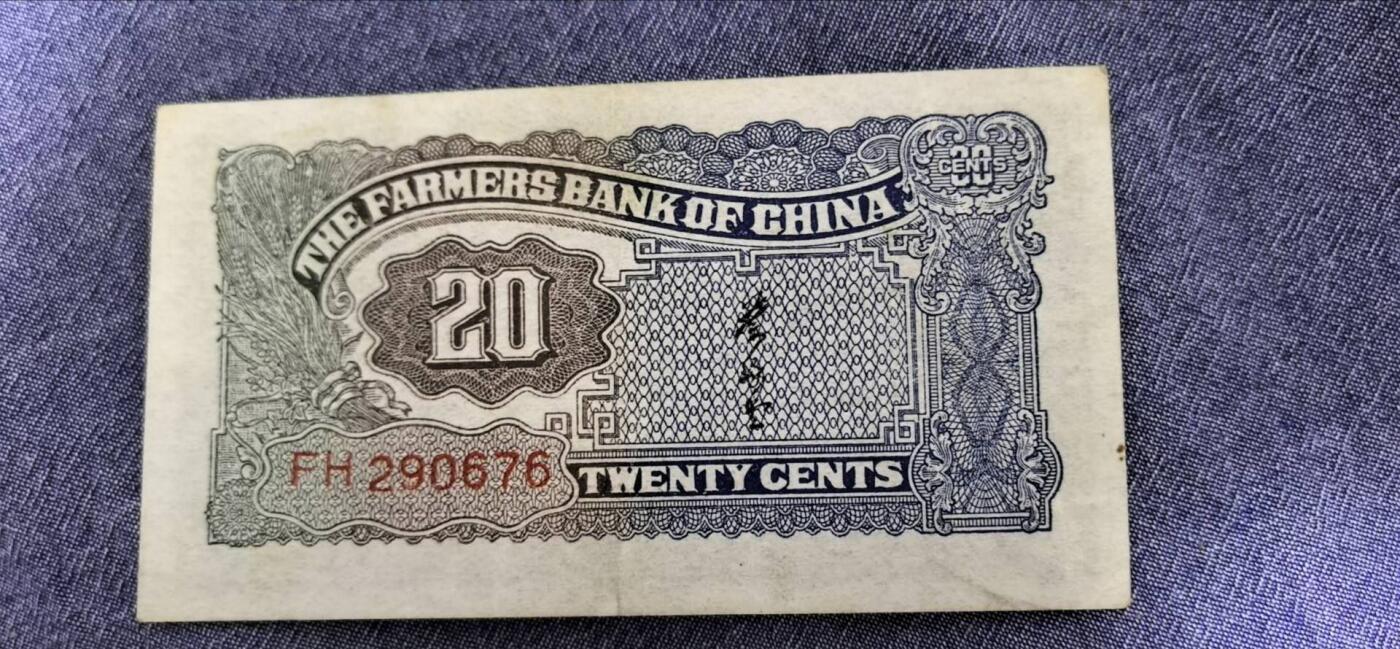 THE FARMERS BANK OF CHINA
20 CENTS
20
FH 290676
TWENTY CENTS